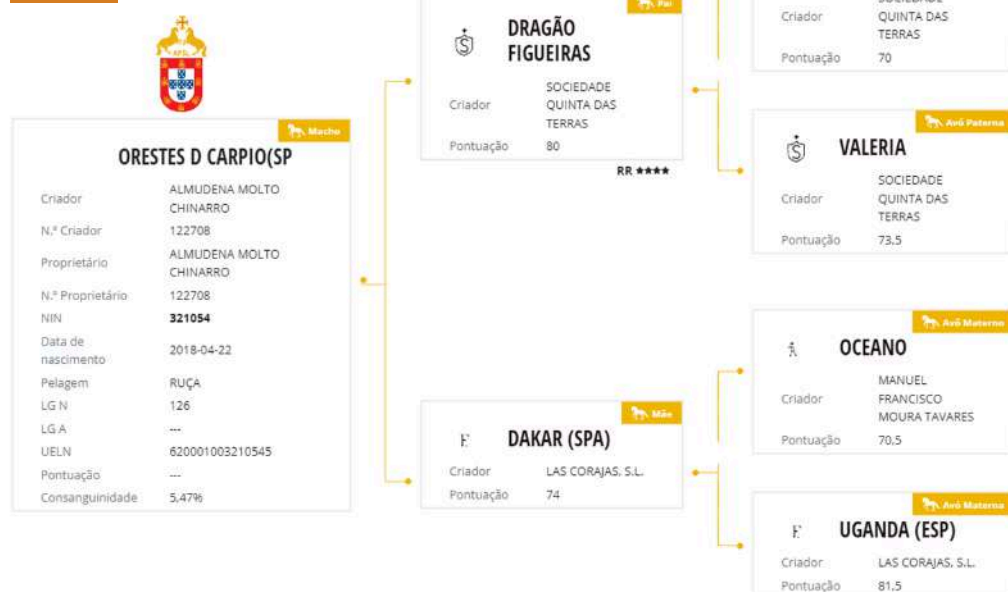 Macho
ORESTES D CARPIO(SP
Criador
ALMUDENA MOLTO
CHINARRO
N.º Criador
122708
Proprietário
ALMUDENA MOLTO
CHINARRO
N.º Proprietário
122708
NIN
321054
Data de
nascimento
2018-04-22
Pelagem
RUÇA
LG N
126
LG A
---
UELN
620001003210545
Pontuação
---
Consanguinidade
5,47%
Pai
DRAGÃO
FIGUEIRAS
Criador
SOCIEDADE
QUINTA DAS
TERRAS
Pontuação
80
RR ★★★★
Mãe
DAKAR (SPA)
Criador
LAS CORAJAS, S.L.
Pontuação
74
Criador
SOCIEDADE
QUINTA DAS
TERRAS
Pontuação
70
Avó Paterna
VALERIA
Criador
SOCIEDADE
QUINTA DAS
TERRAS
Pontuação
73,5
Avô Materno
OCEANO
Criador
MANUEL
FRANCISCO
MOURA TAVARES
Pontuação
70,5
Avó Materna
UGANDA (ESP)
Criador
LAS CORAJAS, S.L.
Pontuação
81,5